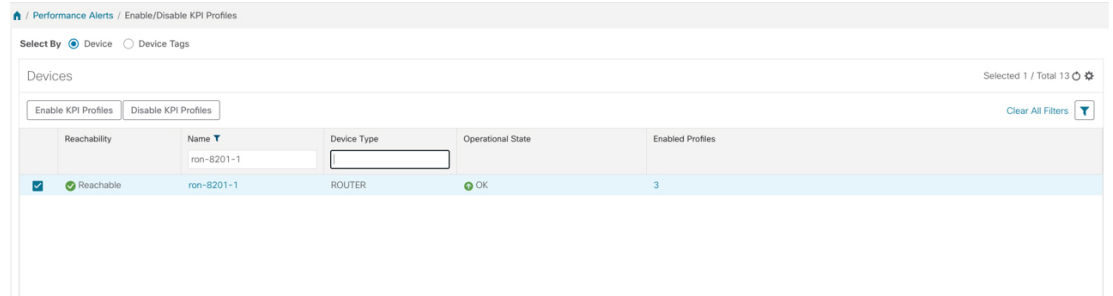 / Performance Alerts / Enable/Disable KPI Profiles
Select By Device Device Tags
Devices Selected 1 / Total 13
Enable KPI Profiles Disable KPI Profiles Clear All Filters
Reachability Name Device Type Operational State Enabled Profiles
ron-8201-1
Reachable ron-8201-1 ROUTER OK 3